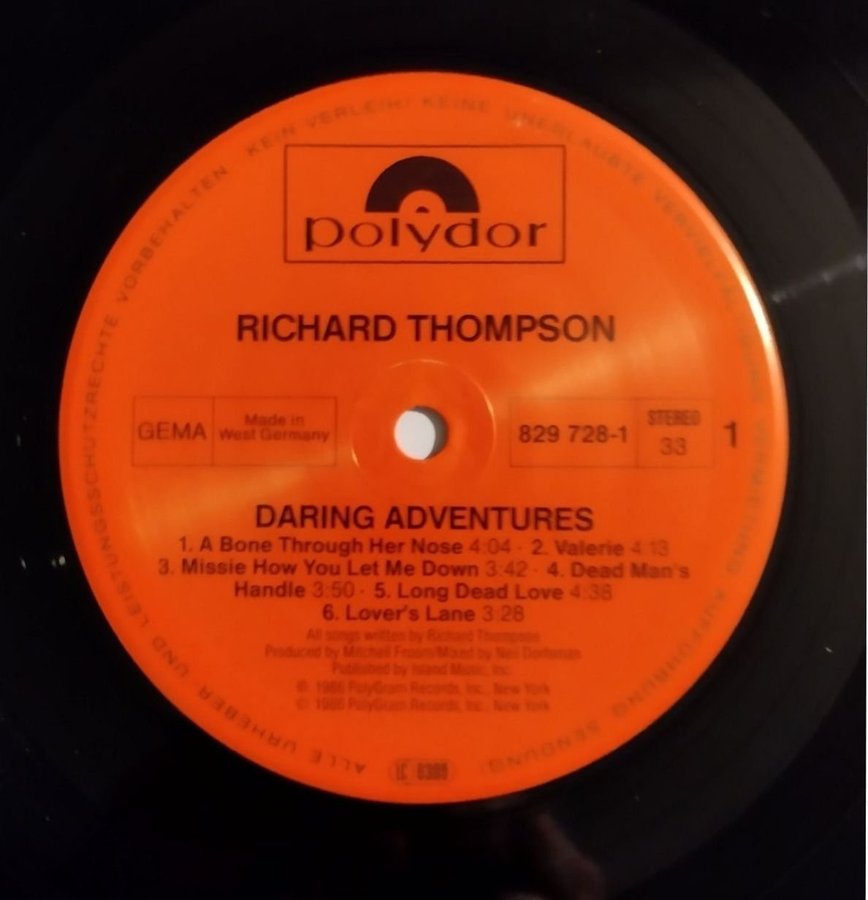 ALLE URHEBER UND LEISTUNGSSCHUTZRECHTE VORBEHALTEN KEIN VERLEIH! KEINE UNERLAUBTE VERVIELFÄLTIGUNG VERMIETUNG AUFFÜHRUNG SENDUNG!
polydor
RICHARD THOMPSON
GEMA
Made in
West Germany
829 728-1
STEREO
33
1
DARING ADVENTURES
1. A Bone Through Her Nose 4:04 · 2. Valerie 4:13
3. Missie How You Let Me Down 3:42 · 4. Dead Man's
Handle 3:50 · 5. Long Dead Love 4:38
6. Lover's Lane 3:28
All songs written by Richard Thompson
Produced by Mitchell Froom/Mixed by Neil Dorfsman
Published by Island Music, Inc.
℗ 1986 PolyGram Records, Inc. New York
© 1986 PolyGram Records, Inc. New York